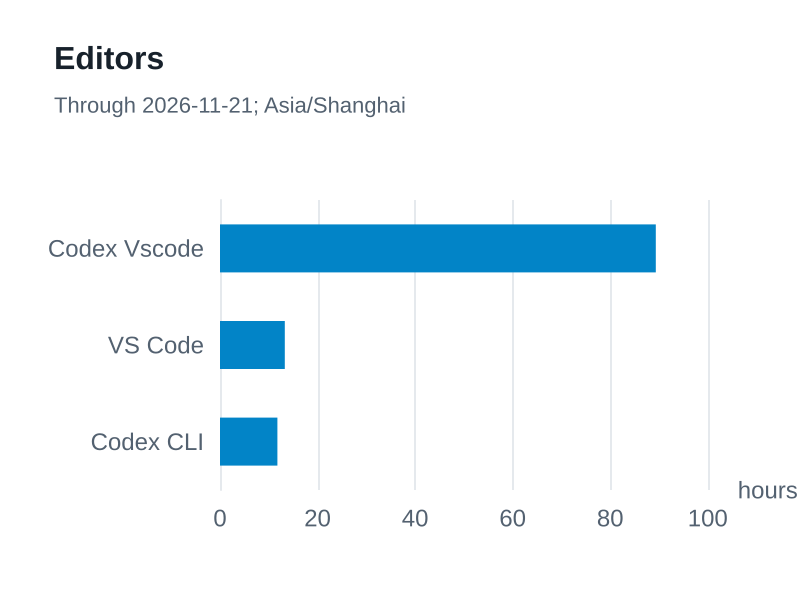 Editors
Through 2026-11-21; Asia/Shanghai
Codex Vscode
VS Code
Codex CLI
hours
0 20 40 60 80 100